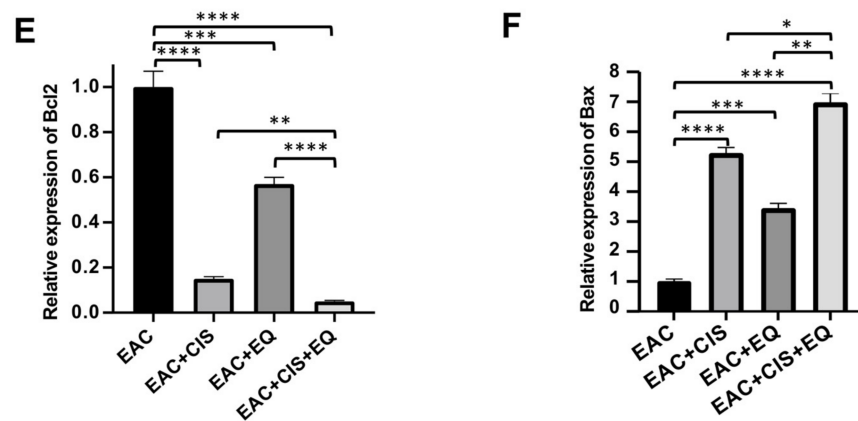 E
****
***
****
**
****
Relative expression of Bcl2
1.0
0.8
0.6
0.4
0.2
0.0
EAC
EAC+CIS
EAC+EQ
EAC+CIS+EQ
F
*
**
****
***
****
Relative expression of Bax
8
7
6
5
4
3
2
1
0
EAC
EAC+CIS
EAC+EQ
EAC+CIS+EQ